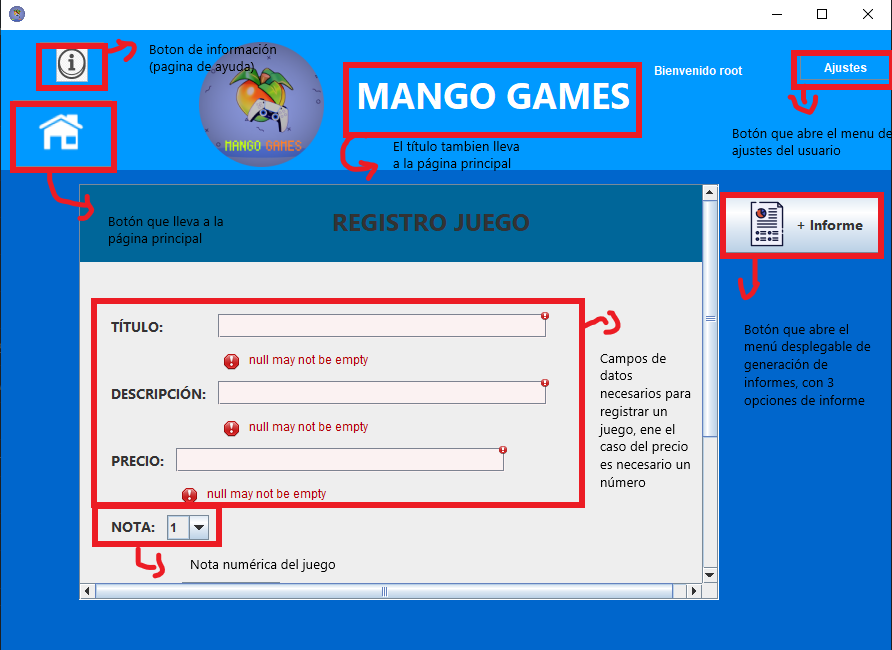 Boton de información
(pagina de ayuda)
MANGO GAMES
MANGO GAMES
Bienvenido root
Ajustes
El título tambien lleva
a la página principal
Botón que abre el menu de
ajustes del usuario
Botón que lleva a la
página principal
REGISTRO JUEGO
+ Informe
TÍTULO:
null may not be empty
DESCRIPCIÓN:
null may not be empty
PRECIO:
null may not be empty
Campos de
datos
necesarios para
registrar un
juego, ene el
caso del precio
es necesario un
número
Botón que abre el
menú desplegable de
generación de
informes, con 3
opciones de informe
NOTA:
1
Nota numérica del juego